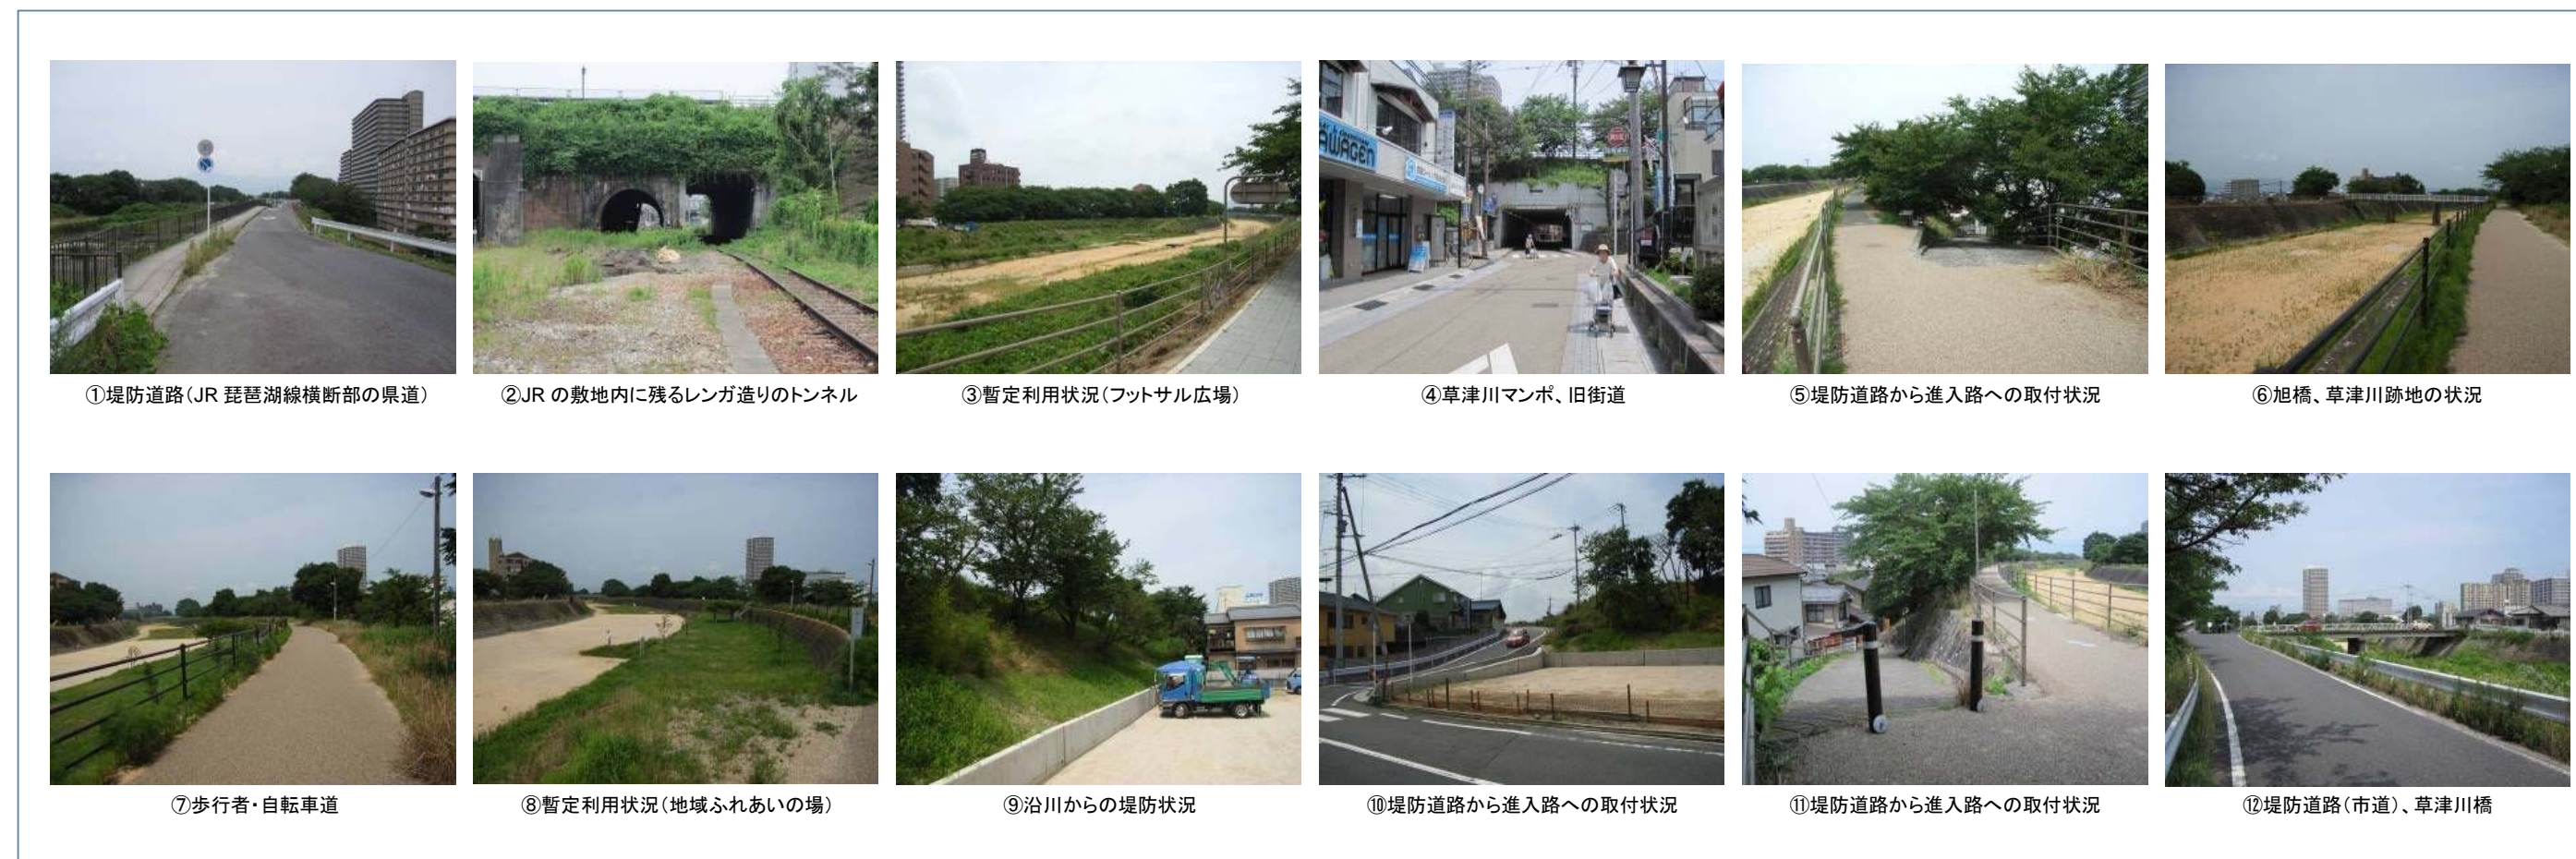 AWAGEN
①堤防道路(JR 琵琶湖線横断部の県道)
②JR の敷地内に残るレンガ造りのトンネル
③暫定利用状況(フットサル広場)
④草津川マンポ、旧街道
⑤堤防道路から進入路への取付状況
⑥旭橋、草津川跡地の状況
⑦歩行者・自転車道
⑧暫定利用状況(地域ふれあいの場)
⑨沿川からの堤防状況
⑩堤防道路から進入路への取付状況
⑪堤防道路から進入路への取付状況
⑫堤防道路(市道)、草津川橋